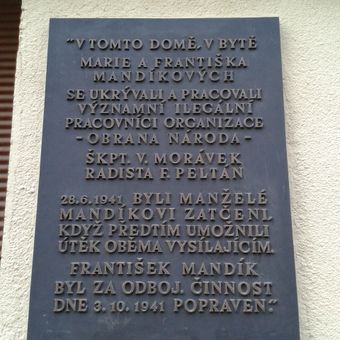 "V TOMTO DOMĚ, V BYTĚ
MARIE A FRANTIŠKA
MANDÍKOVÝCH
SE UKRÝVALI A PRACOVALI
VÝZNAMNÍ ILEGÁLNÍ
PRACOVNÍCI ORGANIZACE
- OBRANA NÁRODA -
ŠKPT. V. MORÁVEK
RADISTA F. PELTÁN
28.6.1941 BYLI MANŽELÉ
MANDÍKOVI ZATČENI,
KDYŽ PŘEDTÍM UMOŽNILI
ÚTĚK OBĚMA VYSÍLAJÍCÍM.
FRANTIŠEK MANDÍK
BYL ZA ODBOJ. ČINNOST
DNE 3.10.1941 POPRAVEN."